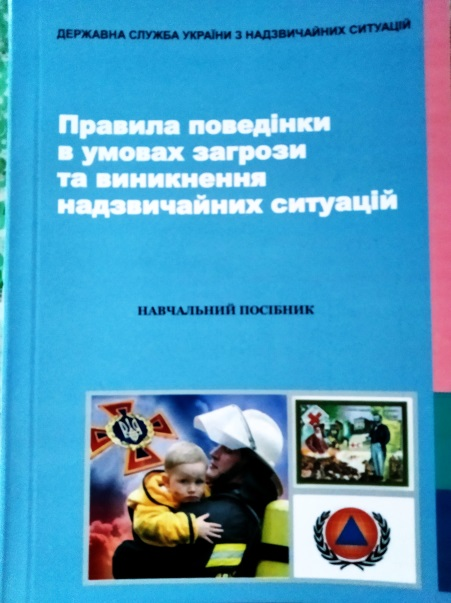 ДЕРЖАВНА СЛУЖБА УКРАЇНИ З НАДЗВИЧАЙНИХ СИТУАЦІЙ
Правила поведінки
в умовах загрози
та виникнення
надзвичайних ситуацій
НАВЧАЛЬНИЙ ПОСІБНИК